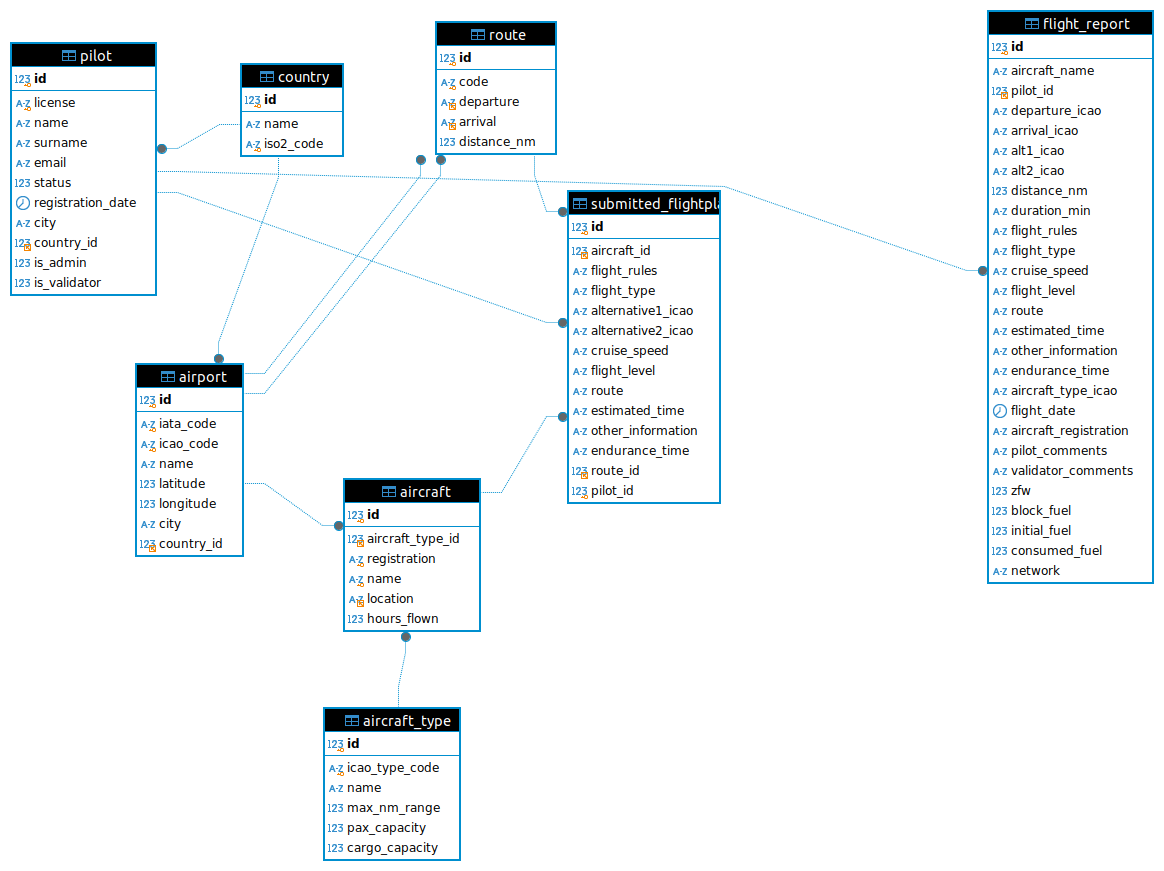 pilot
123 id
A-Z license
A-Z name
A-Z surname
A-Z email
123 status
registration_date
A-Z city
123 country_id
123 is_admin
123 is_validator
country
123 id
A-Z name
A-Z iso2_code
route
123 id
A-Z code
A-Z departure
A-Z arrival
123 distance_nm
submitted_flightpla
123 id
123 aircraft_id
A-Z flight_rules
A-Z flight_type
A-Z alternative1_icao
A-Z alternative2_icao
A-Z cruise_speed
A-Z flight_level
A-Z route
A-Z estimated_time
A-Z other_information
A-Z endurance_time
123 route_id
123 pilot_id
flight_report
123 id
A-Z aircraft_name
123 pilot_id
A-Z departure_icao
A-Z arrival_icao
A-Z alt1_icao
A-Z alt2_icao
123 distance_nm
123 duration_min
A-Z flight_rules
A-Z flight_type
A-Z cruise_speed
A-Z flight_level
A-Z route
A-Z estimated_time
A-Z other_information
A-Z endurance_time
A-Z aircraft_type_icao
flight_date
A-Z aircraft_registration
A-Z pilot_comments
A-Z validator_comments
123 zfw
123 block_fuel
123 initial_fuel
123 consumed_fuel
A-Z network
airport
123 id
A-Z iata_code
A-Z icao_code
A-Z name
123 latitude
123 longitude
A-Z city
123 country_id
aircraft
123 id
123 aircraft_type_id
A-Z registration
A-Z name
A-Z location
123 hours_flown
aircraft_type
123 id
A-Z icao_type_code
A-Z name
123 max_nm_range
123 pax_capacity
123 cargo_capacity